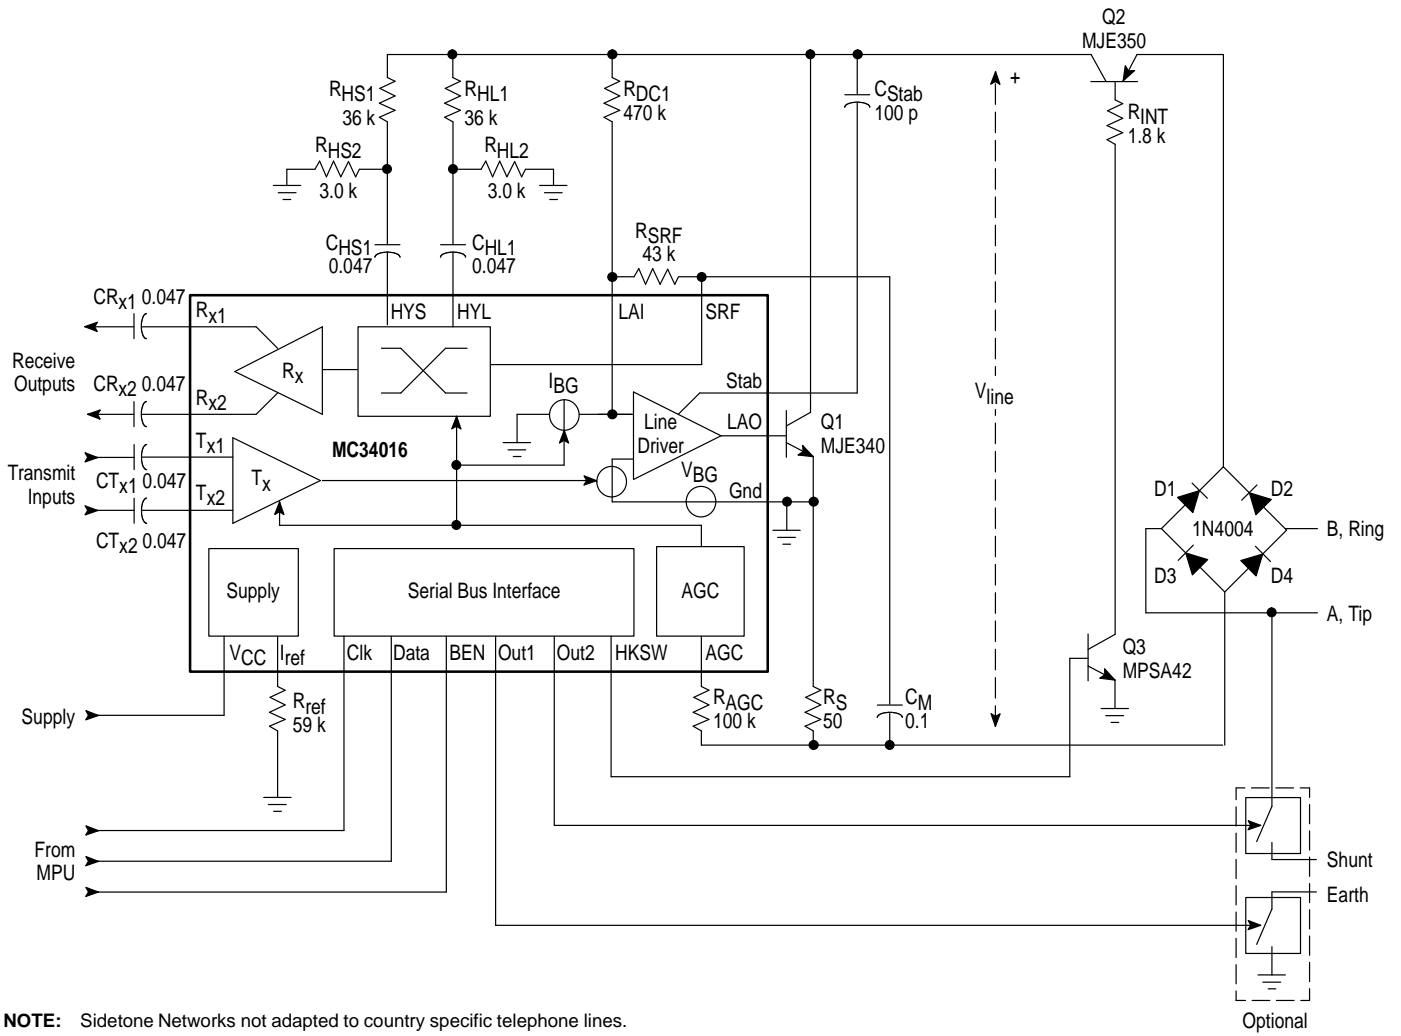 Q2
MJE350
RHS1
36 k
RHL1
36 k
RDC1
470 k
CStab
100 p
+
RINT
1.8 k
RHS2
3.0 k
RHL2
3.0 k
CHS1
0.047
CHL1
0.047
RSRF
43 k
CRx1 0.047
Rx1
HYS
HYL
LAI
SRF
Receive
Outputs
Rx
CRx2 0.047
Rx2
IBG
Stab
Vline
Line
Driver
LAO
Q1
MJE340
MC34016
Transmit
Inputs
Tx1
CTx1 0.047
Tx2
Tx
CTx2 0.047
VBG
Gnd
D1
D2
1N4004
D3
D4
B, Ring
A, Tip
Supply
Serial Bus Interface
AGC
VCC
Iref
Clk
Data
BEN
Out1
Out2
HKSW
AGC
Q3
MPSA42
Supply
Rref
59 k
RAGC
100 k
RS
50
CM
0.1
From
MPU
Shunt
Earth
Optional
NOTE: Sidetone Networks not adapted to country specific telephone lines.